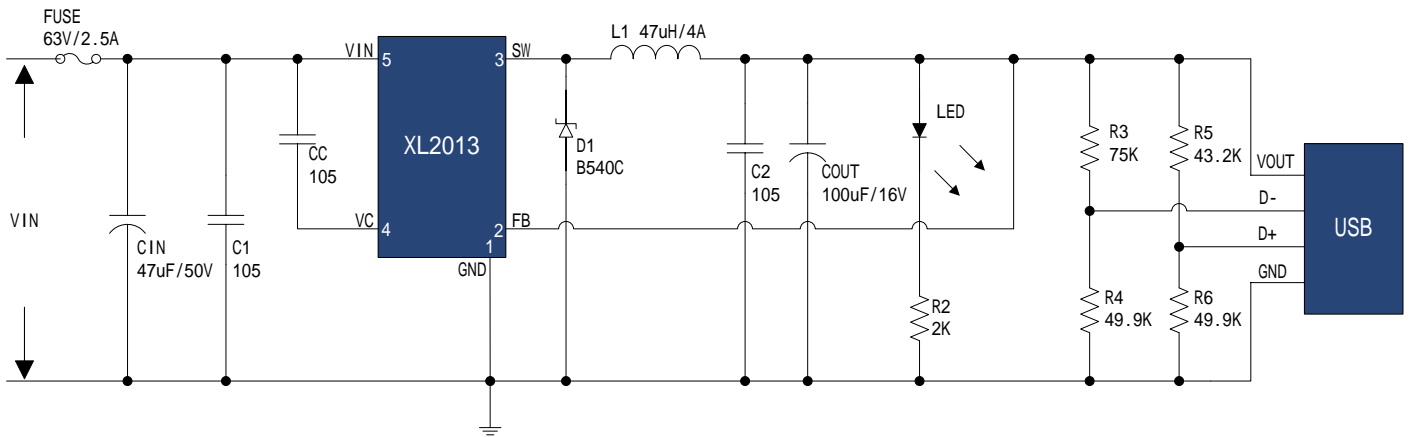 FUSE
63V/2.5A
VIN
5
XL2013
3
SW
L1 47uH/4A
CC
105
VC
4
2
FB
1
GND
VIN
CIN
47uF/50V
C1
105
D1
B540C
C2
105
COUT
100uF/16V
LED
R2
2K
R3
75K
R5
43.2K
R4
49.9K
R6
49.9K
VOUT
D-
D+
GND
USB